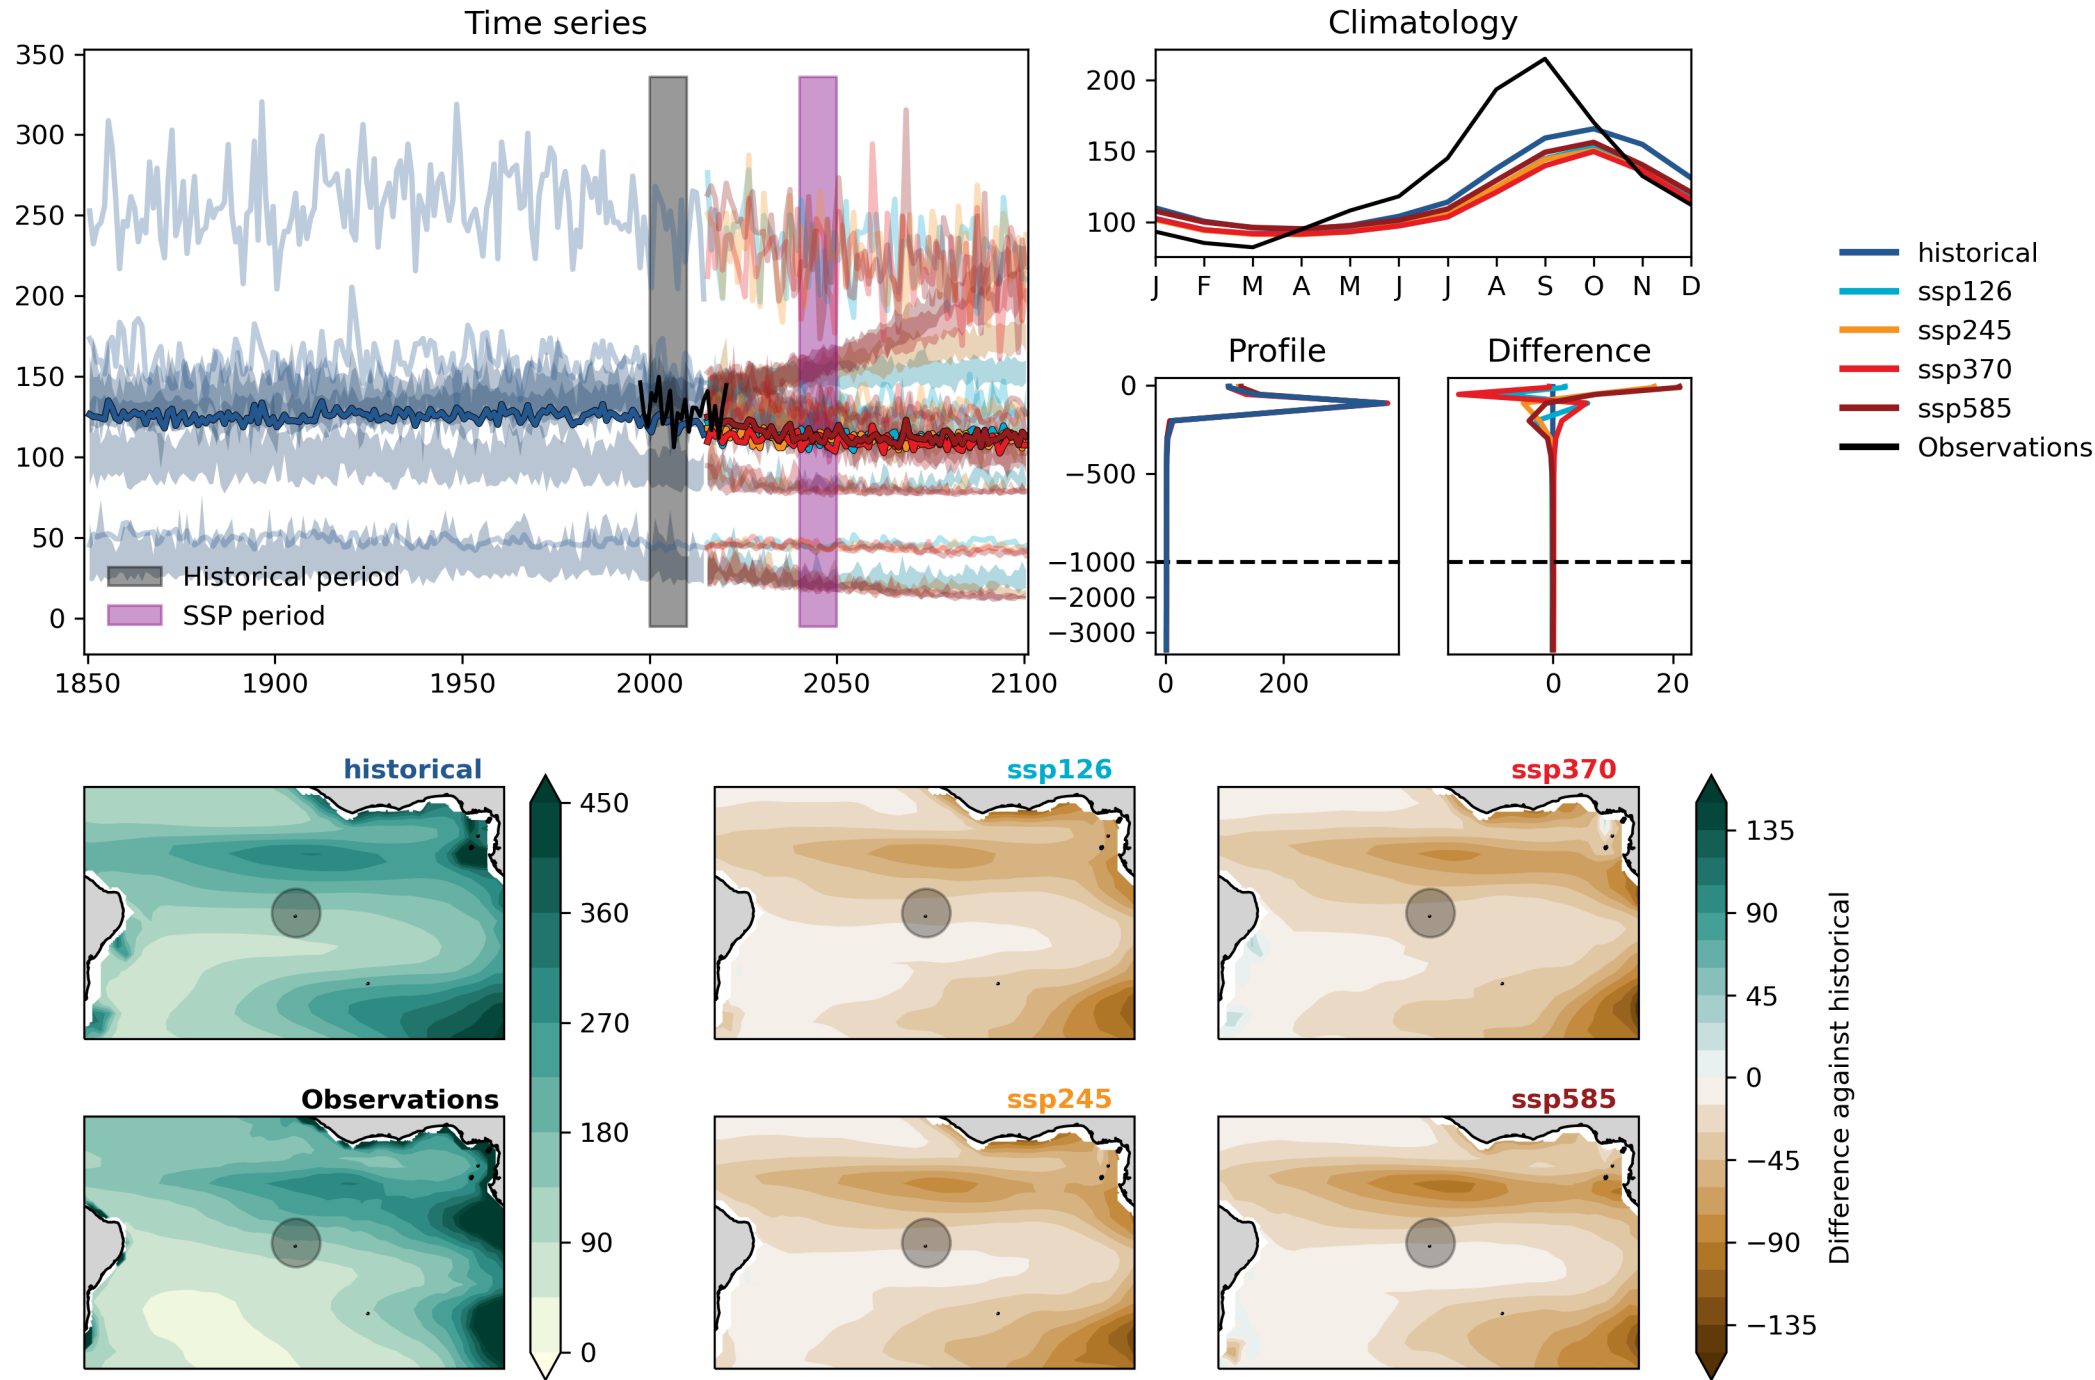 Time series
350
300
250
200
150
100
50
0
Historical period
SSP period
1850
1900
1950
2000
2050
2100
Climatology
200
150
100
J F M A M J J A S O N D
Profile
0
−500
−1000
−2000
−3000
0
200
Difference
0
20
historical
ssp126
ssp245
ssp370
ssp585
Observations
historical
Observations
450
360
270
180
90
0
ssp126
ssp370
ssp245
ssp585
135
90
45
0
−45
−90
−135
Difference against historical